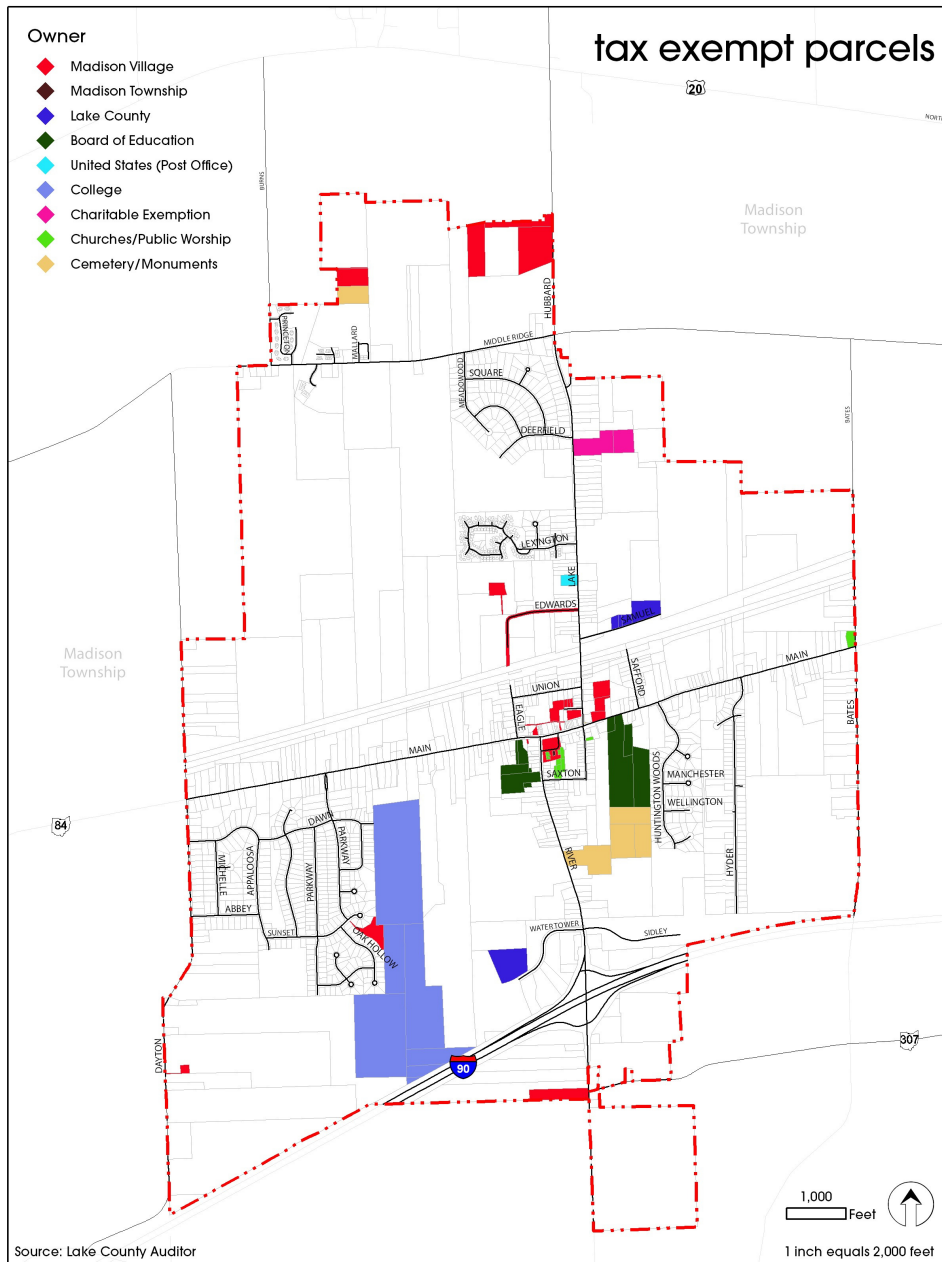 tax exempt parcels
Owner
Madison Village
Madison Township
Lake County
Board of Education
United States (Post Office)
College
Charitable Exemption
Churches/Public Worship
Cemetery/Monuments
20
BURNS
Madison
Township
HUBBARD
PRINCETON
MALLARD
MIDDLE RIDGE
MEADOWOOD
SQUARE
DEERFIELD
BATES
LEXINGTON
LAKE
EDWARDS
SAMUEL
Madison
Township
MAIN
SAFFORD
UNION
EAGLE
BATES
MAIN
SAXTON
HUNTINGTON WOODS
MANCHESTER
WELLINGTON
HYDER
84
DAWN
PARKWAY
PARKWAY
MICHELLE
APPALOOSA
ABBEY
SUNSET
OAK HOLLOW
RIVER
WATER TOWER
SIDLEY
DAYTON
90
307
1,000
Feet
Source: Lake County Auditor
1 inch equals 2,000 feet